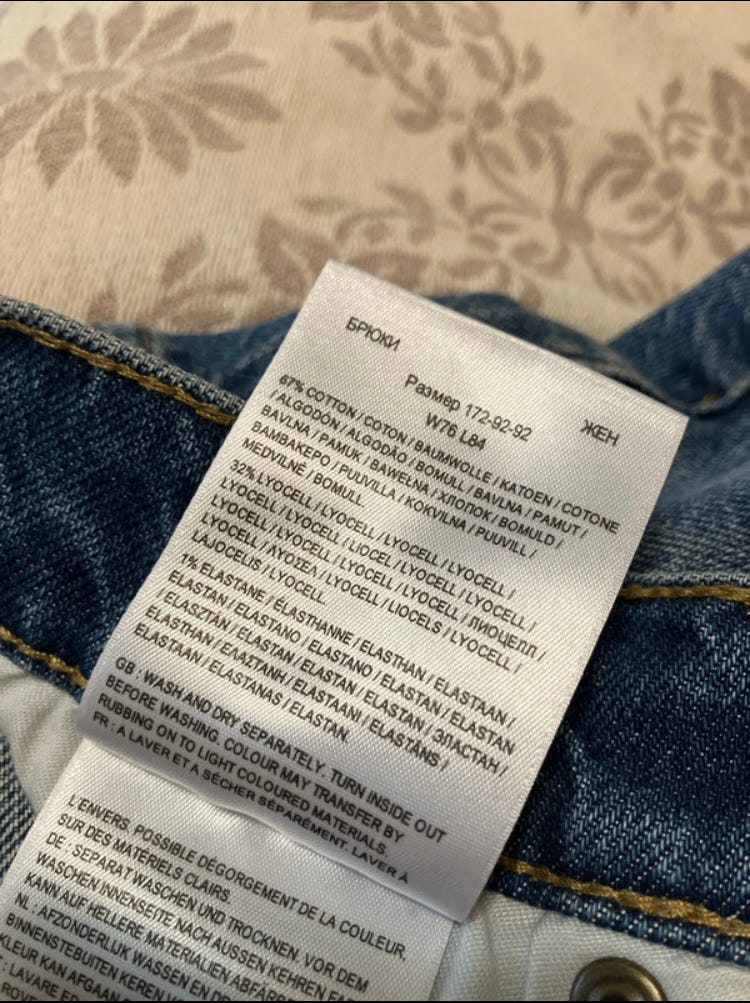 БРЮКИ
ЖЕН
Размер 172-92-92
W76 L84
67% COTTON / COTON / BAUMWOLLE / KATOEN / COTONE
/ ALGODÓN / ALGODÃO / BOMULL / BAVLNA / PAMUT /
BAVLNA / PAMUK / BAWEŁNA / ХЛОПОК / BOMULD /
ΒΑΜΒΑΚΕΡΟ / PUUVILLA / KOKVILNA / PUUVILL /
MEDVILNĖ / BOMULL.
32% LYOCELL / LYOCELL / LYOCELL / LYOCELL /
LYOCELL / LYOCELL / LIOCEL / LYOCELL / LYOCELL /
LYOCELL / LYOCELL / LYOCELL / LYOCELL / ЛИОЦЕЛЛ /
LYOCELL / ΛΥΟΖΕΛ / LYOCELL / LIOCELS / LYOCELL /
LAJOCELIS / LYOCELL.
1% ELASTANE / ÉLASTHANNE / ELASTHAN / ELASTAAN /
ELASTAN / ELASTANO / ELASTANO / ELASTAN / ELASTAN
/ ELASZTÁN / ELASTAN / ELASTAN / ELASTAN / ЭЛАСТАН /
ELASTHAN / ΕΛΑΣΤΑΝΗ / ELASTAANI / ELASTĀNS /
ELASTAAN / ELASTANAS / ELASTAN.
GB : WASH AND DRY SEPARATELY. TURN INSIDE OUT
BEFORE WASHING. COLOUR MAY TRANSFER BY
RUBBING ON TO LIGHT COLOURED MATERIALS.
FR : A LAVER ET A SÉCHER SÉPARÉMENT. LAVER À
L'ENVERS. POSSIBLE DÉGORGEMENT DE LA COULEUR,
SUR DES MATÉRIELS CLAIRS.
DE : SEPARAT WASCHEN UND TROCKNEN. VOR DEM
WASCHEN INNENSEITE NACH AUSSEN KEHREN
KANN AUF HELLERE MATERIALIEN
NL : AFZONDERLIJK WASSEN EN
BINNENSTEBUITEN KEREN
KLEUR KAN AFGAAN
: LAVARE